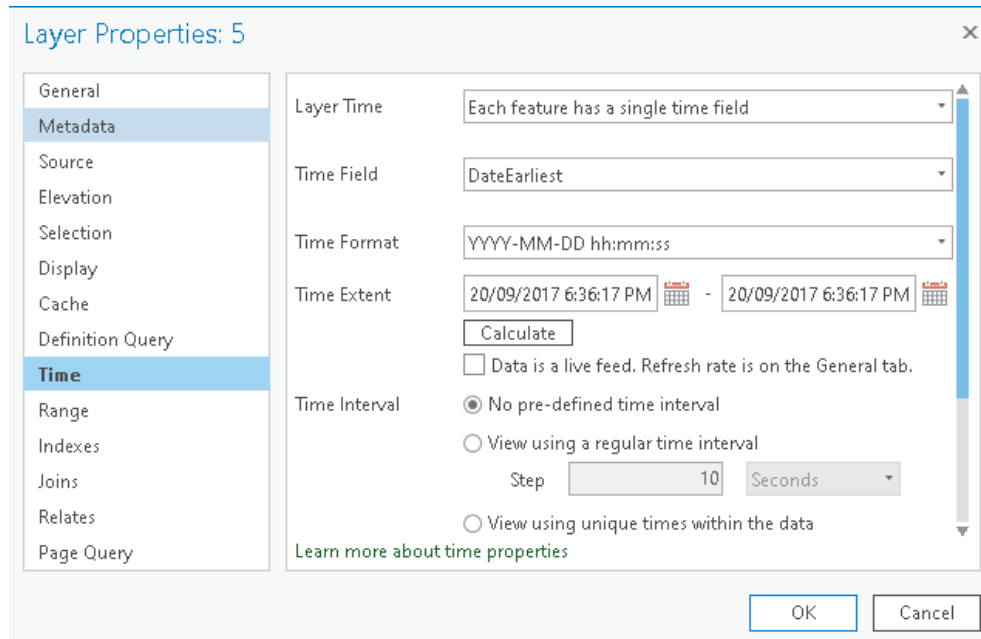 Layer Properties: 5
General
Metadata
Source
Elevation
Selection
Display
Cache
Definition Query
Time
Range
Indexes
Joins
Relates
Page Query
Layer Time Each feature has a single time field
Time Field DateEarliest
Time Format YYYY-MM-DD hh:mm:ss
Time Extent 20/09/2017 6:36:17 PM - 20/09/2017 6:36:17 PM
Calculate
Data is a live feed. Refresh rate is on the General tab.
Time Interval No pre-defined time interval
View using a regular time interval
Step 10 Seconds
View using unique times within the data
Learn more about time properties
OK Cancel